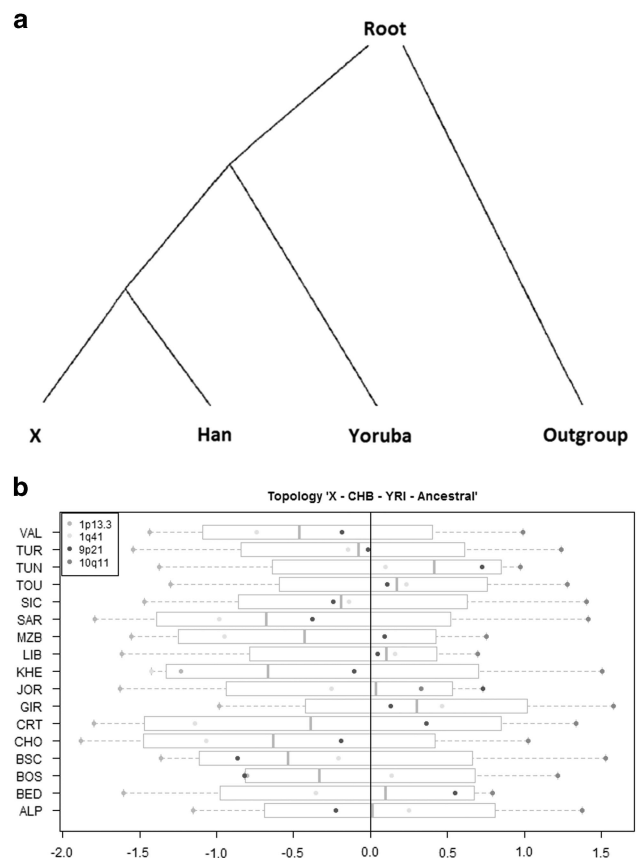 a
Root
X Han Yoruba Outgroup
b
Topology 'X - CHB - YRI - Ancestral'
1p13.3
1q41
9p21
10q11
VAL
TUR
TUN
TOU
SIC
SAR
MZB
LIB
KHE
JOR
GIR
CRT
CHO
BSC
BOS
BED
ALP
-2.0 -1.5 -1.0 -0.5 0.0 0.5 1.0 1.5